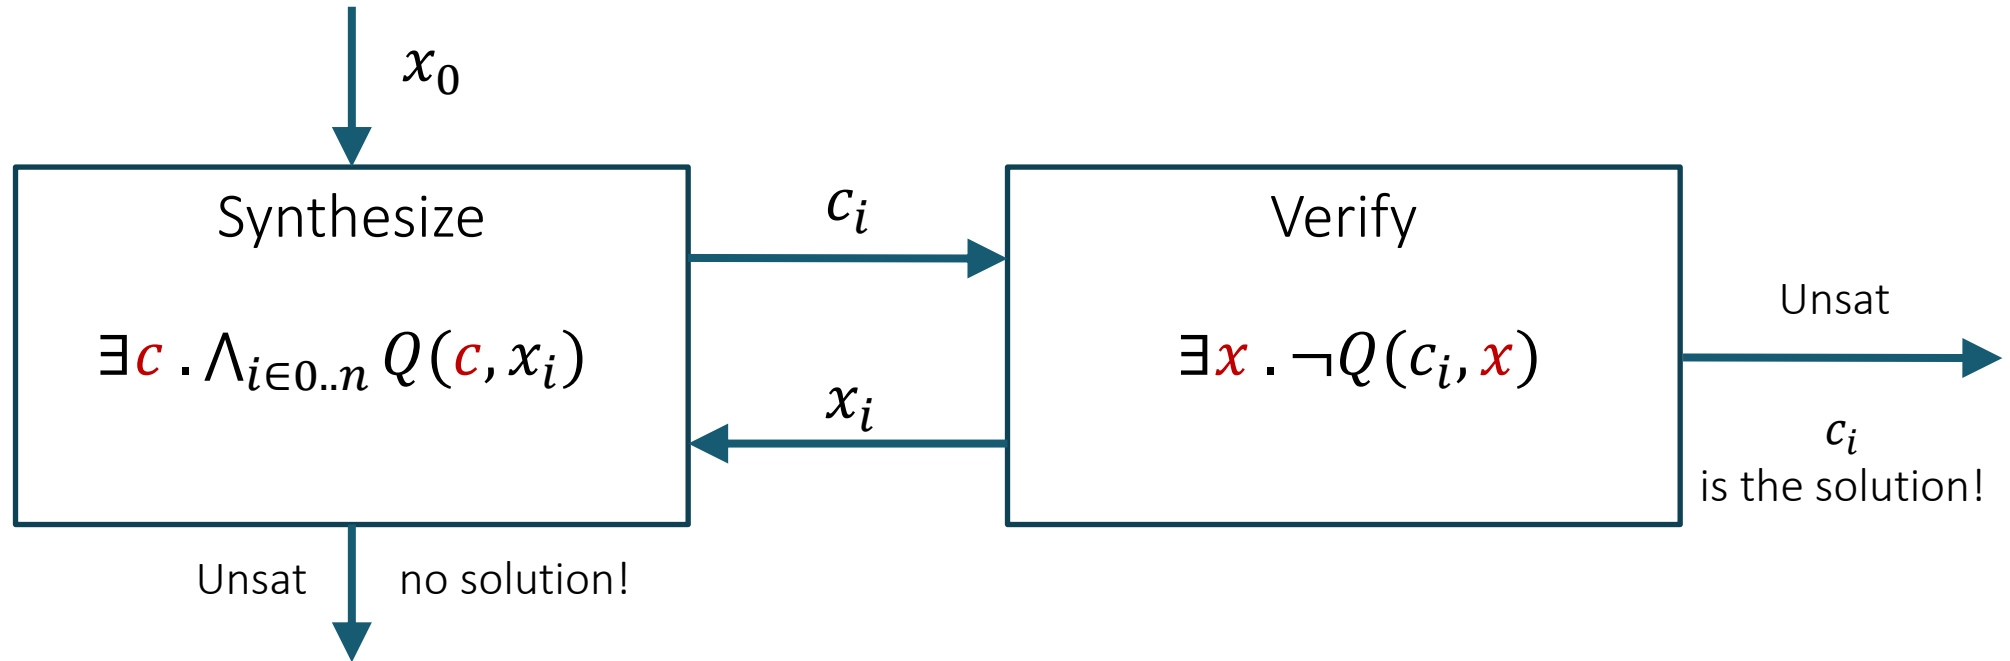 x₀
Synthesize
∃c . ⋀_{i∈0..n} Q(c, xᵢ)
cᵢ
xᵢ
Verify
∃x . ¬Q(cᵢ, x)
Unsat
cᵢ
is the solution!
Unsat no solution!